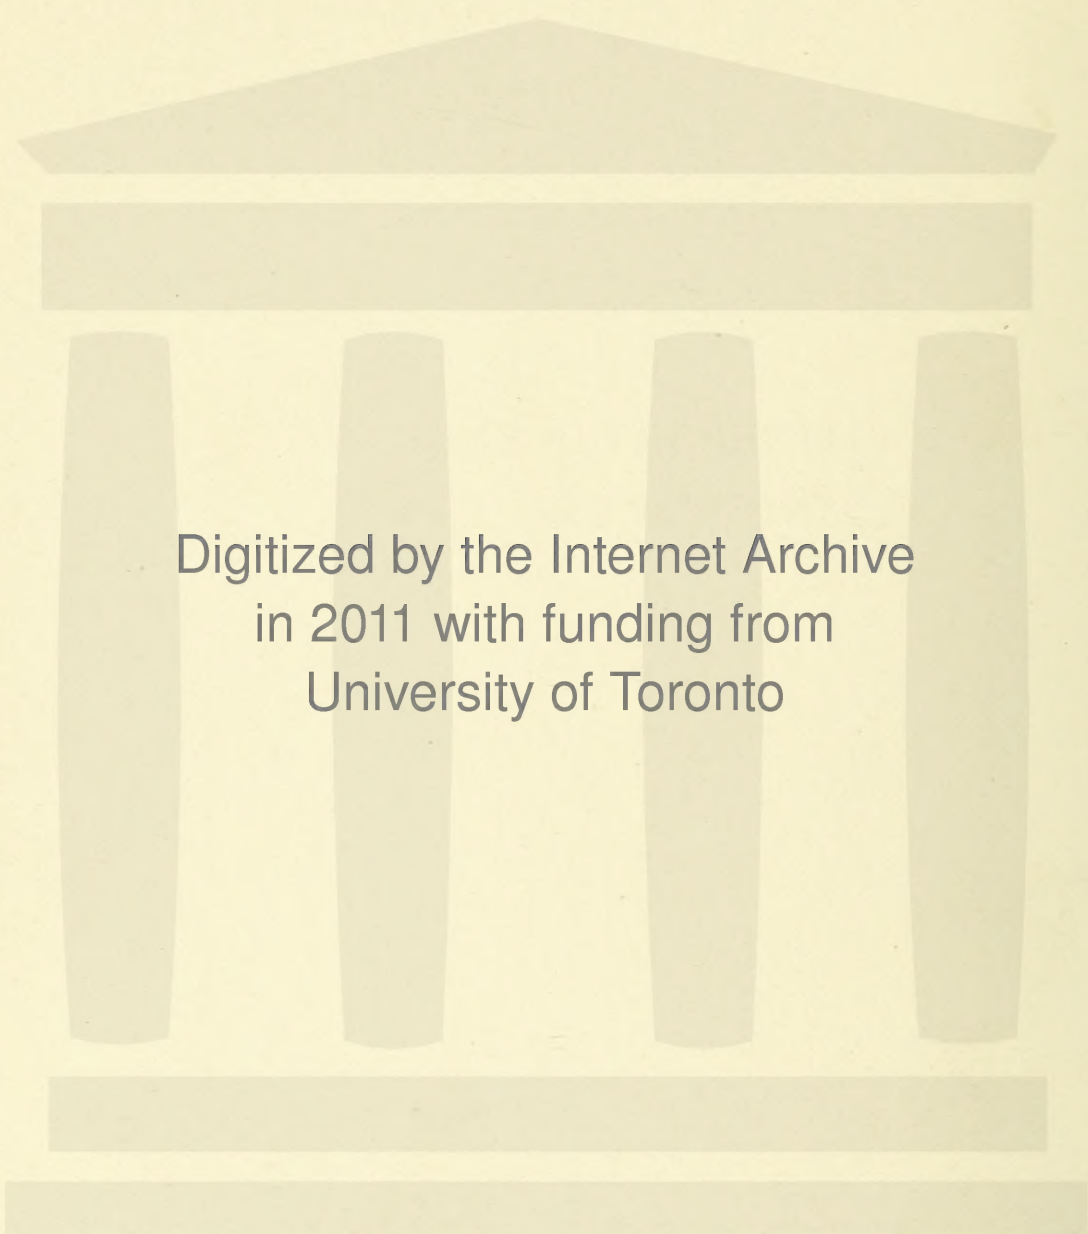 Digitized by the Internet Archive
in 2011 with funding from
University of Toronto